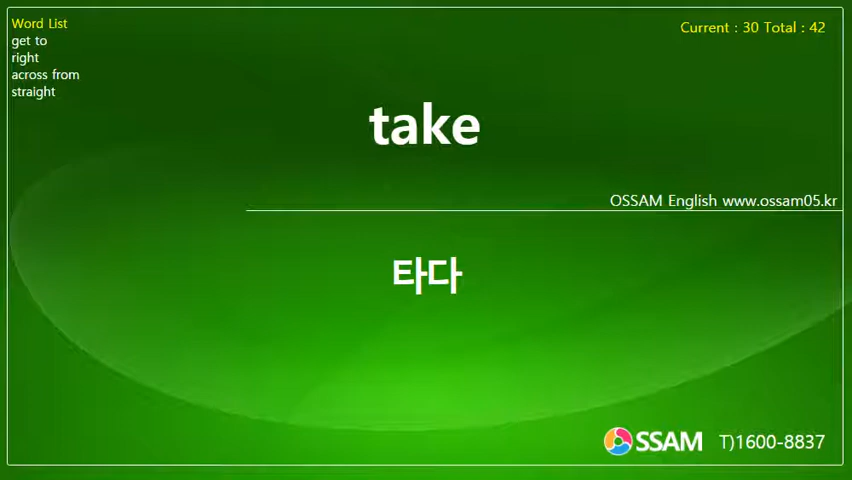 Word List
get to
right
across from
straight
Current : 30 Total : 42
take
OSSAM English www.ossam05.kr
타다
OSSAM T)1600-8837